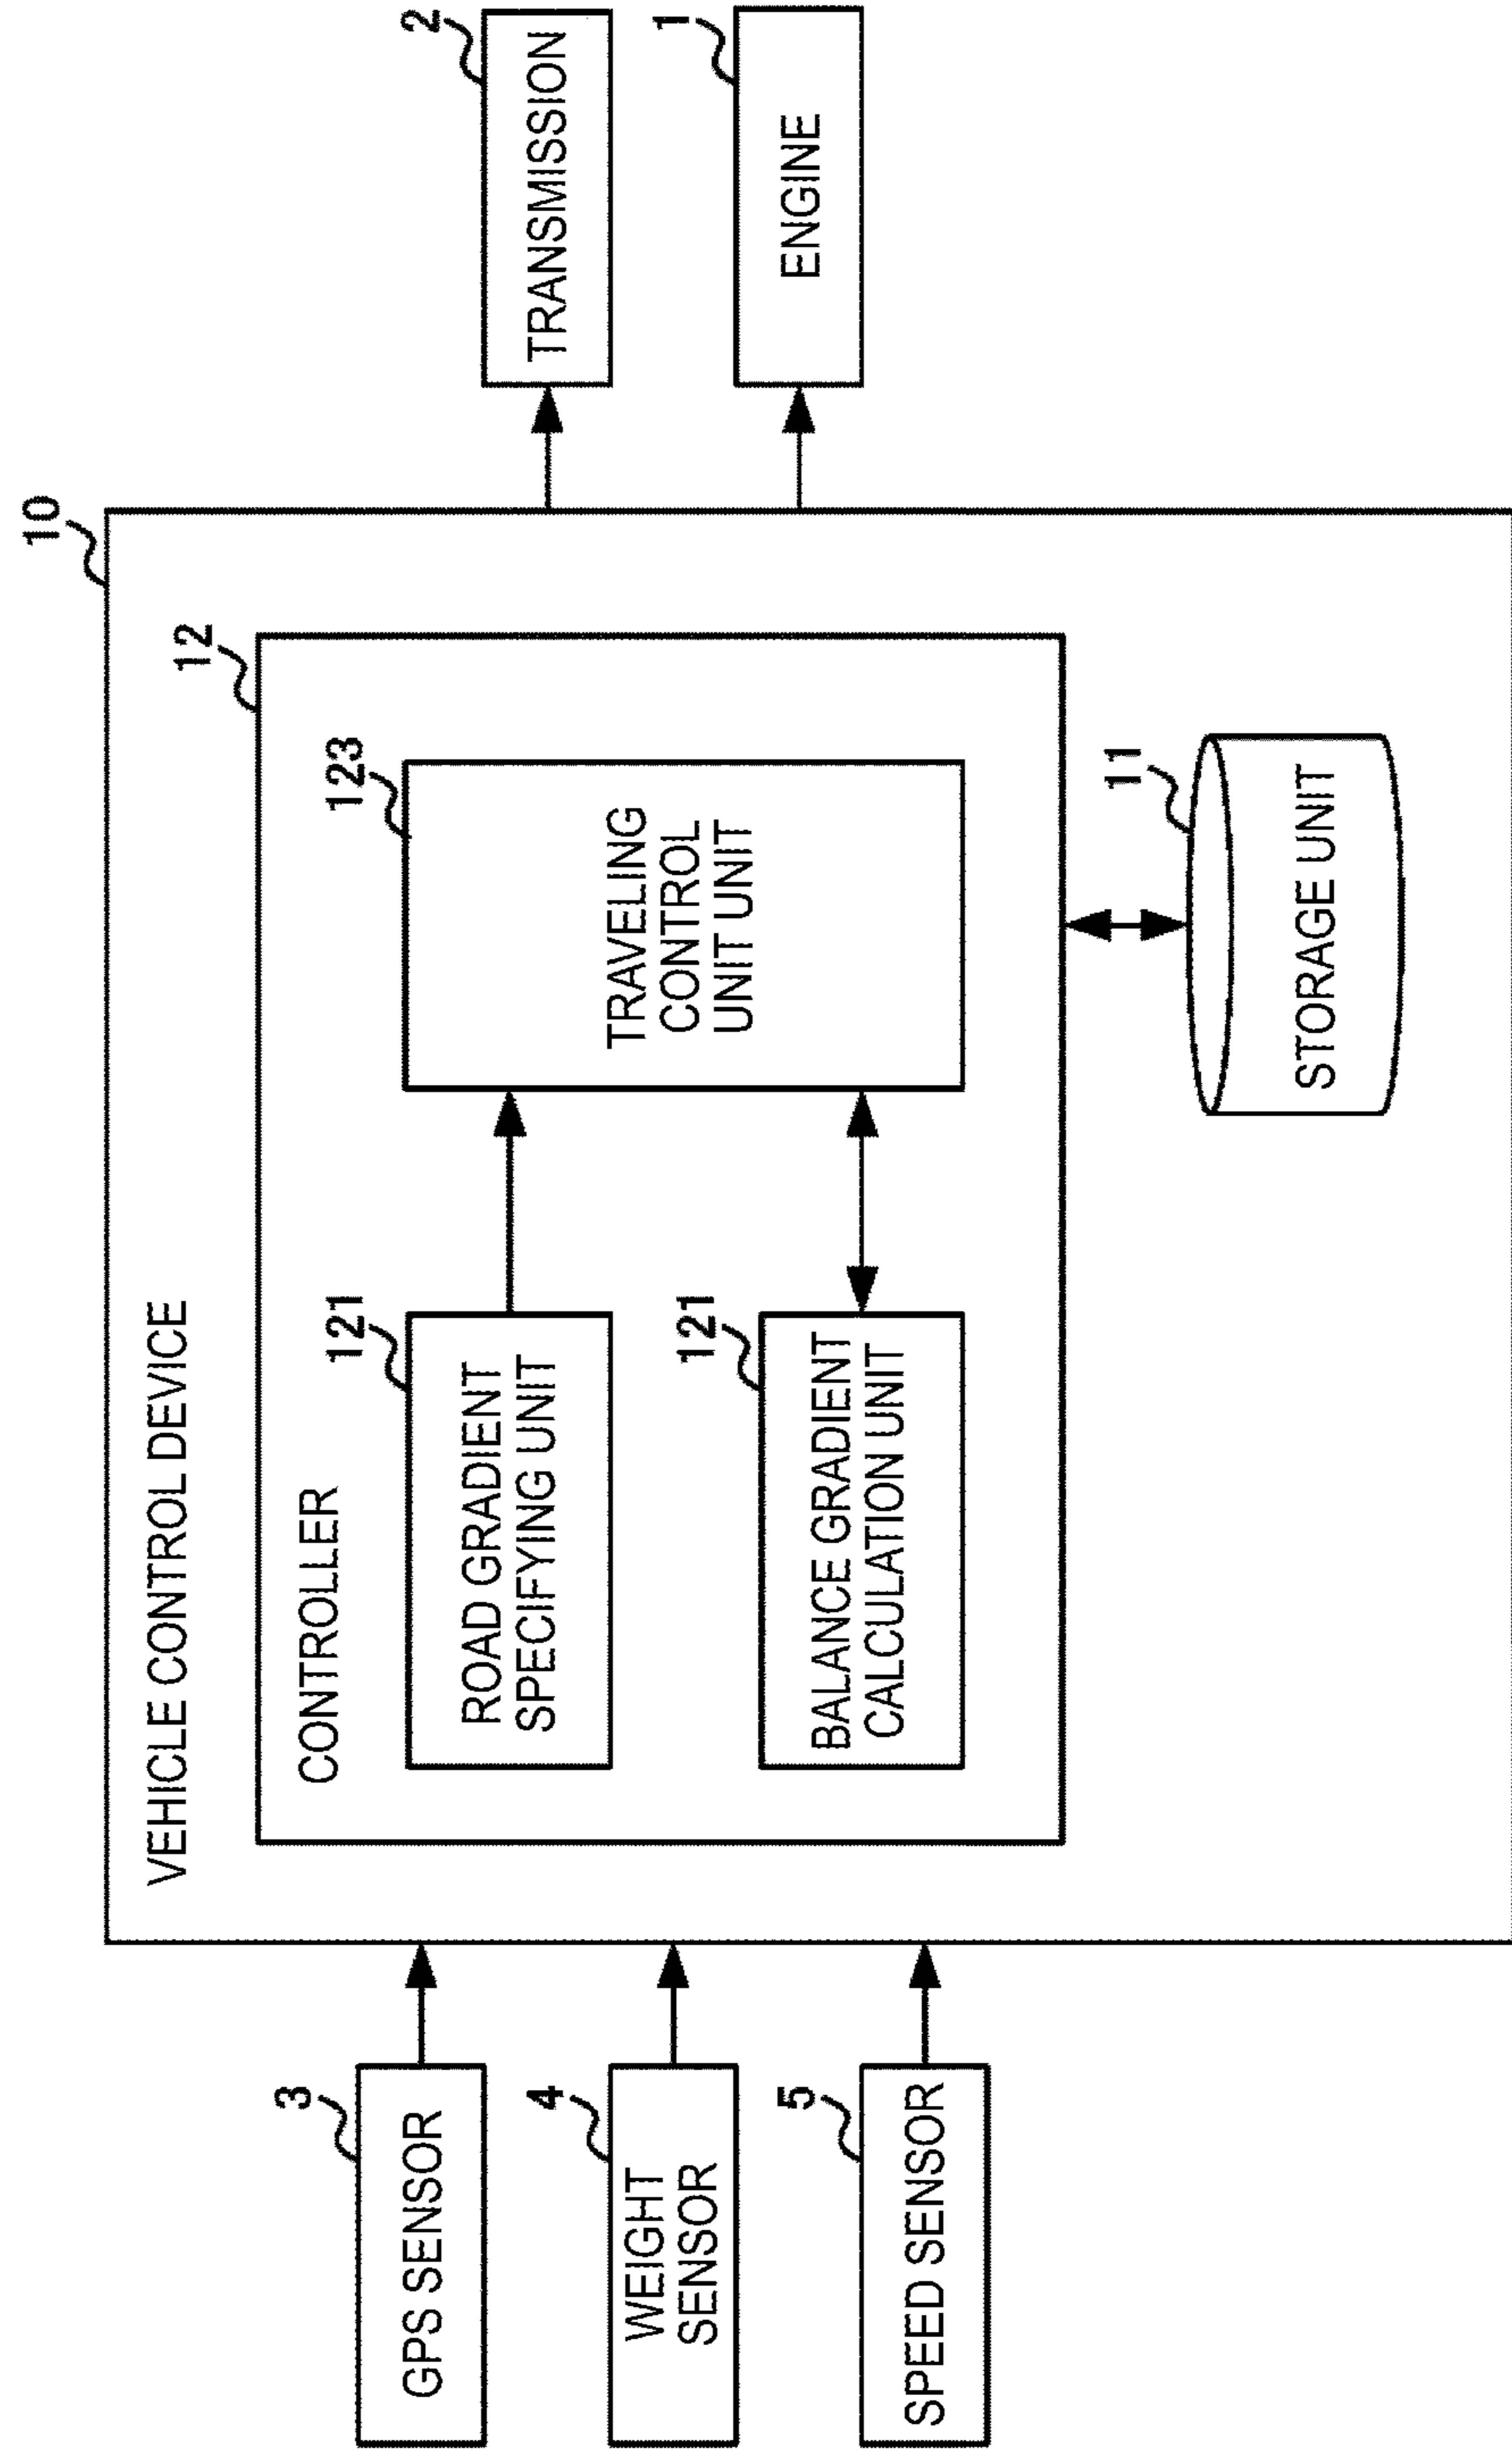 10
VEHICLE CONTROL DEVICE
12
CONTROLLER
3
GPS SENSOR
4
WEIGHT
SENSOR
5
SPEED SENSOR
121
ROAD GRADIENT
SPECIFYING UNIT
121
BALANCE GRADIENT
CALCULATION UNIT
123
TRAVELING
CONTROL
UNIT UNIT
11
STORAGE UNIT
2
TRANSMISSION
1
ENGINE